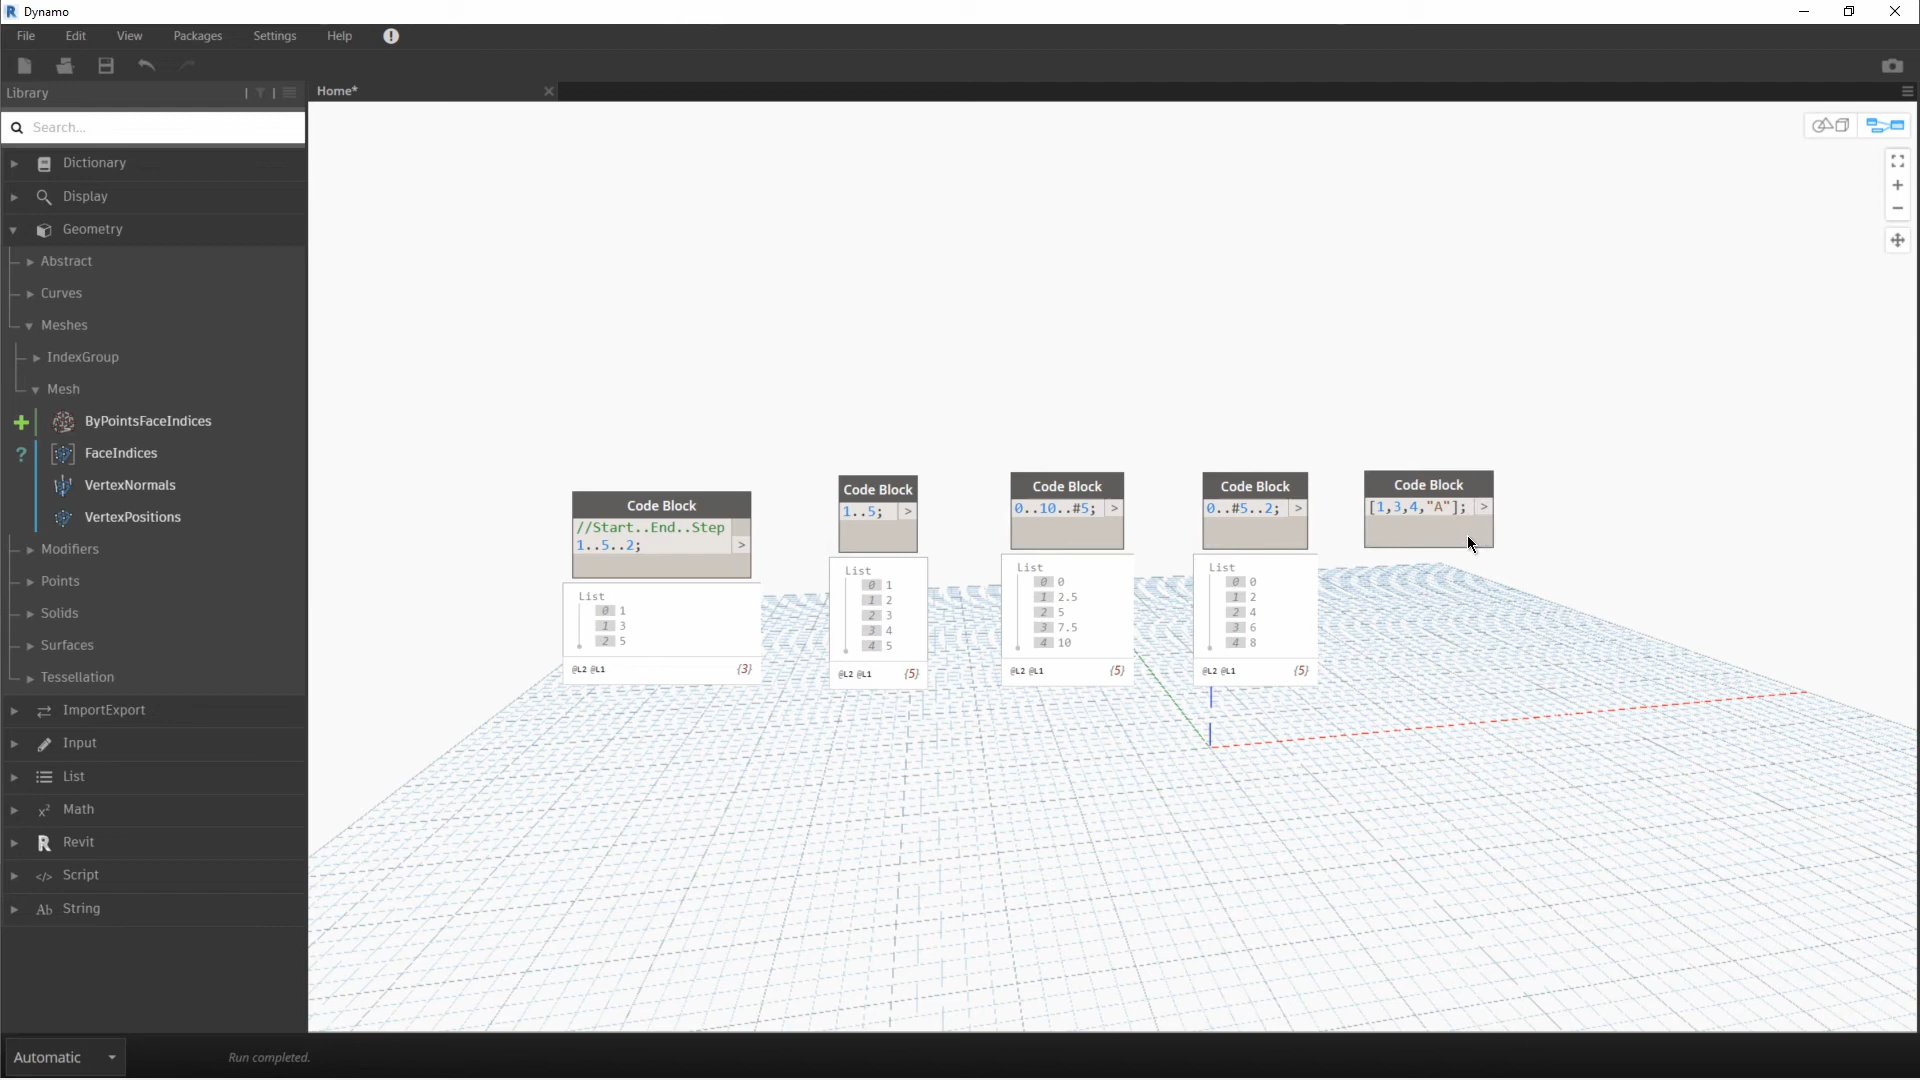 Dynamo
File Edit View Packages Settings Help
Library
Home*
Search...
Dictionary
Display
Geometry
Abstract
Curves
Meshes
IndexGroup
Mesh
ByPointsFaceIndices
FaceIndices
VertexNormals
VertexPositions
Modifiers
Points
Solids
Surfaces
Tessellation
ImportExport
Input
List
Math
Revit
Script
String
Code Block
//Start..End..Step
1..5..2; >
List
0 1
1 3
2 5
@L2 @L1 {3}
Code Block
1..5; >
List
0 1
1 2
2 3
3 4
4 5
@L2 @L1 {5}
Code Block
0..10..#5; >
List
0 0
1 2.5
2 5
3 7.5
4 10
@L2 @L1 {5}
Code Block
0..#5..2; >
List
0 0
1 2
2 4
3 6
4 8
@L2 @L1 {5}
Code Block
[1,3,4,"A"]; >
Automatic
Run completed.